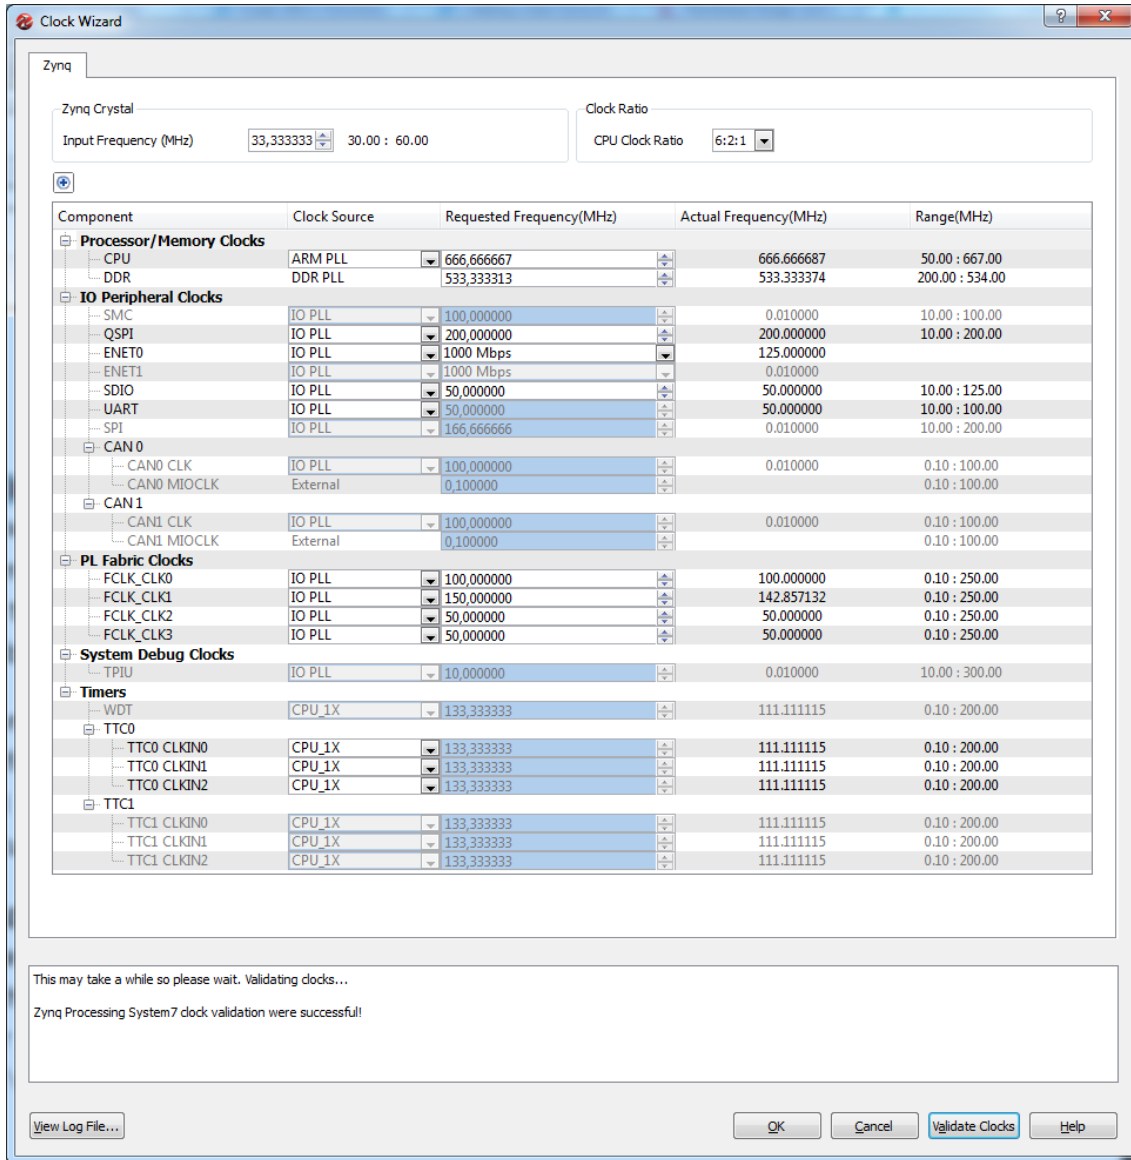 Clock Wizard
Zynq
Zynq Crystal
Clock Ratio
Input Frequency (MHz) 33,333333 30.00 : 60.00 CPU Clock Ratio 6:2:1
Component Clock Source Requested Frequency(MHz) Actual Frequency(MHz) Range(MHz)
Processor/Memory Clocks
CPU ARM PLL 666,666667 666.666687 50.00 : 667.00
DDR DDR PLL 533,333313 533.333374 200.00 : 534.00
IO Peripheral Clocks
SMC IO PLL 100,000000 0.010000 10.00 : 100.00
QSPI IO PLL 200,000000 200.000000 10.00 : 200.00
ENET0 IO PLL 1000 Mbps 125.000000
ENET1 IO PLL 1000 Mbps 0.010000
SDIO IO PLL 50,000000 50.000000 10.00 : 125.00
UART IO PLL 50,000000 50.000000 10.00 : 100.00
SPI IO PLL 166,666666 0.010000 10.00 : 200.00
CAN 0
CAN0 CLK IO PLL 100,000000 0.010000 0.10 : 100.00
CAN0 MIOCLK External 0,100000 0.10 : 100.00
CAN 1
CAN1 CLK IO PLL 100,000000 0.010000 0.10 : 100.00
CAN1 MIOCLK External 0,100000 0.10 : 100.00
PL Fabric Clocks
FCLK_CLK0 IO PLL 100,000000 100.000000 0.10 : 250.00
FCLK_CLK1 IO PLL 150,000000 142.857132 0.10 : 250.00
FCLK_CLK2 IO PLL 50,000000 50.000000 0.10 : 250.00
FCLK_CLK3 IO PLL 50,000000 50.000000 0.10 : 250.00
System Debug Clocks
TPIU IO PLL 10,000000 0.010000 10.00 : 300.00
Timers
WDT CPU_1X 133,333333 111.111115 0.10 : 200.00
TTC0
TTC0 CLKIN0 CPU_1X 133,333333 111.111115 0.10 : 200.00
TTC0 CLKIN1 CPU_1X 133,333333 111.111115 0.10 : 200.00
TTC0 CLKIN2 CPU_1X 133,333333 111.111115 0.10 : 200.00
TTC1
TTC1 CLKIN0 CPU_1X 133,333333 111.111115 0.10 : 200.00
TTC1 CLKIN1 CPU_1X 133,333333 111.111115 0.10 : 200.00
TTC1 CLKIN2 CPU_1X 133,333333 111.111115 0.10 : 200.00
This may take a while so please wait. Validating clocks...
Zynq Processing System7 clock validation were successful!
View Log File... OK Cancel Validate Clocks Help